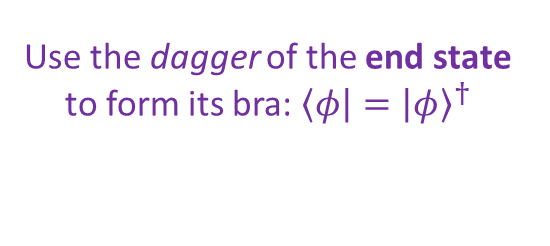 Use the dagger of the end state
to form its bra: ⟨ϕ| = |ϕ⟩†